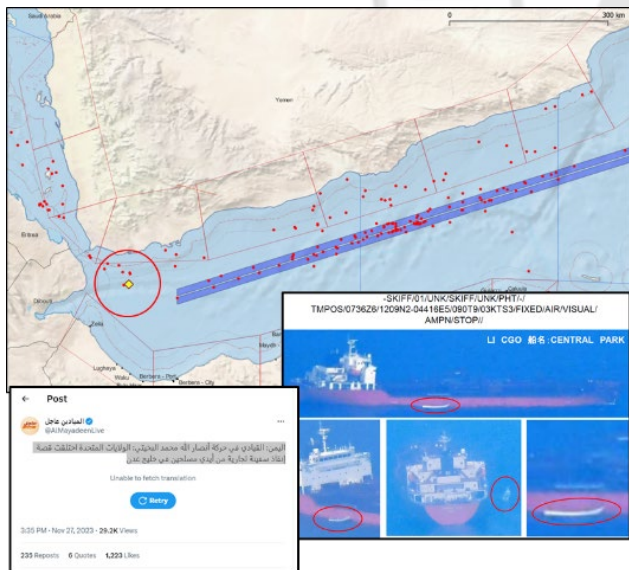 0
300 km
Saudi Arabia
Yemen
Eritrea
Djibouti
Zeila
Lughaya
Berbera - City
-SKIFF/01/UNK/SKIFF/UNK/PHT/-/
TMPOS/0736Z6/1209N2-04416E5/090T9/03KTS3/FIXED/AIR/VISUAL/
AMPN/STOP//
LI CGO 船名:CENTRAL PARK
← Post
الميادين عاجل
@AlMayadeenLive
...
اليمن: القيادي في حركة أنصار الله محمد البخيتي: الولايات المتحدة اختلقت قصة
إنقاذ سفينة تجارية من أيدي مسلحين في خليج عدن
Unable to fetch translation
Retry
3:35 PM · Nov 27, 2023 · 29.2K Views
235 Reposts 6 Quotes 1,223 Likes